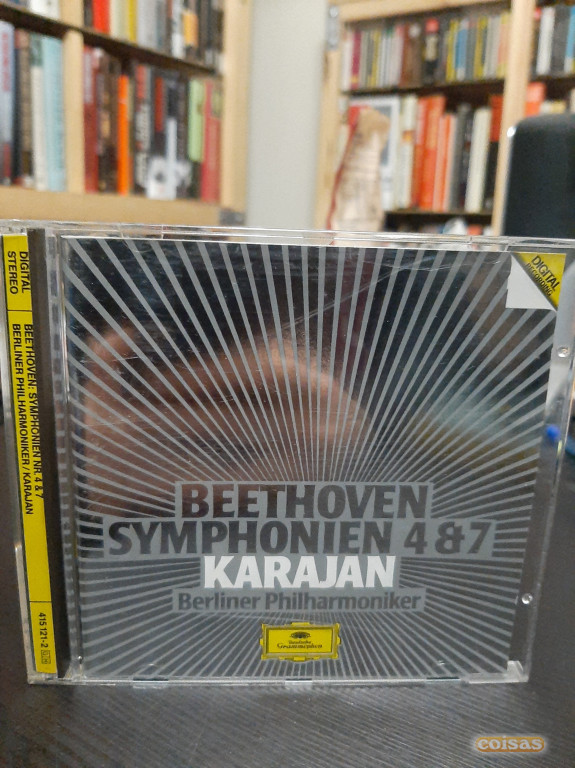 DIGITAL
STEREO
BEETHOVEN: SYMPHONIEN NR. 4 & 7
BERLINER PHILHARMONIKER / KARAJAN
415 121-2
DIGITAL
RECORDING
BEETHOVEN
SYMPHONIEN 4 & 7
KARAJAN
Berliner Philharmoniker
Deutsche
Grammophon
coisas